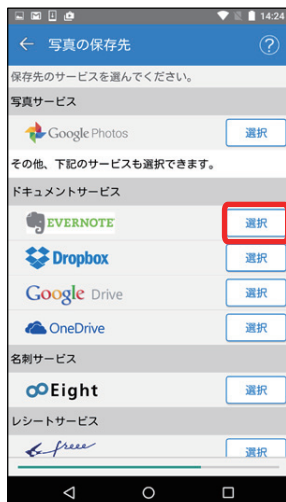 14:24
写真の保存先 ?
保存先のサービスを選んでください。
写真サービス
Google Photos 選択
その他、下記のサービスも選択できます。
ドキュメントサービス
EVERNOTE 選択
Dropbox 選択
Google Drive 選択
OneDrive 選択
名刺サービス
Eight 選択
レシートサービス
freee 選択